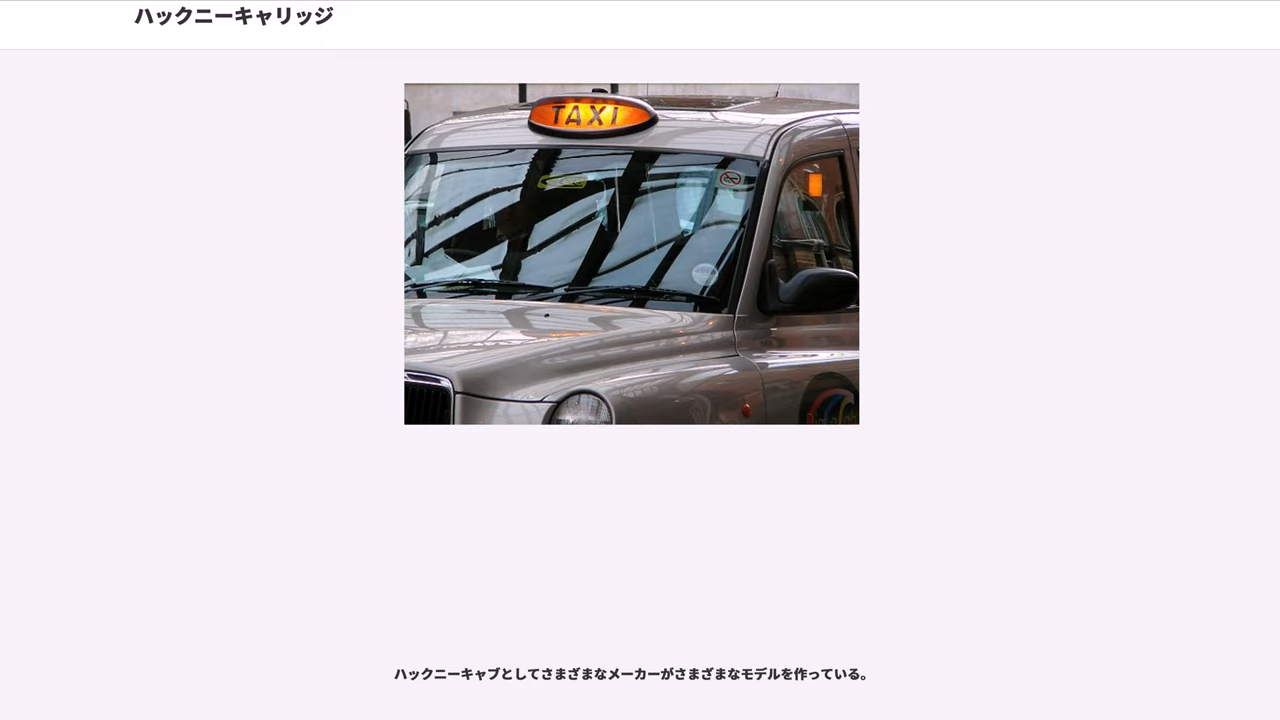 ハックニーキャリッジ
TAXI
ハックニーキャブとしてさまざまなメーカーがさまざまなモデルを作っている。